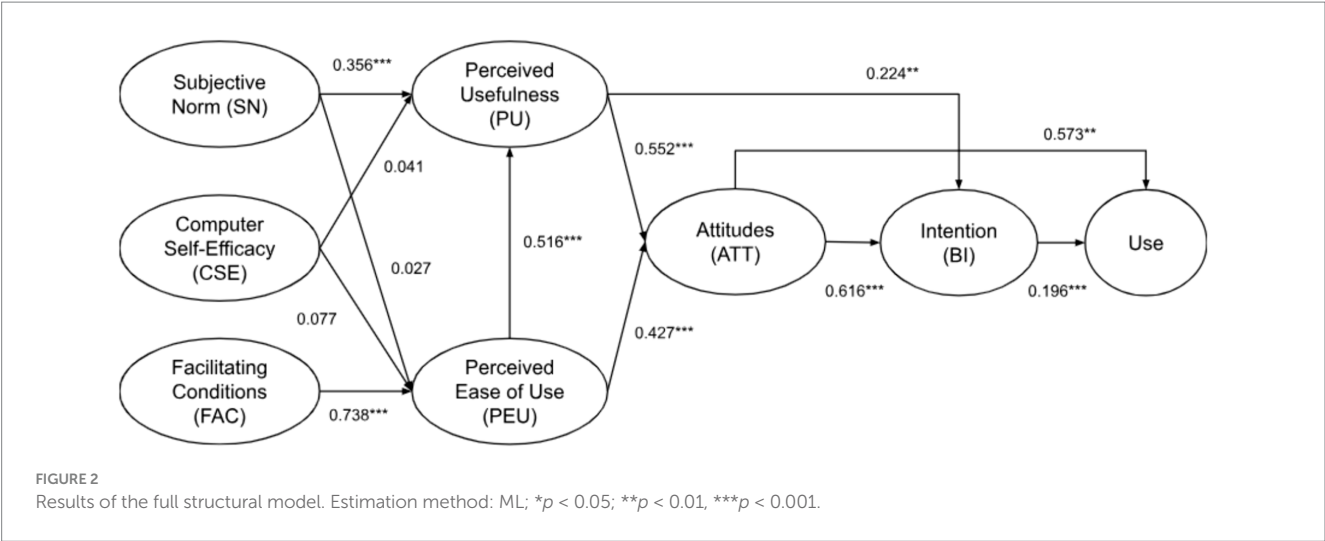 Subjective
Norm (SN)
0.356***
Perceived
Usefulness
(PU)
0.224**
0.573**
0.552***
0.041
Computer
Self-Efficacy
(CSE)
0.027
0.516***
Attitudes
(ATT)
0.616***
Intention
(BI)
0.196***
Use
0.077
0.427***
Facilitating
Conditions
(FAC)
0.738***
Perceived
Ease of Use
(PEU)
FIGURE 2
Results of the full structural model. Estimation method: ML; *p < 0.05; **p < 0.01, ***p < 0.001.